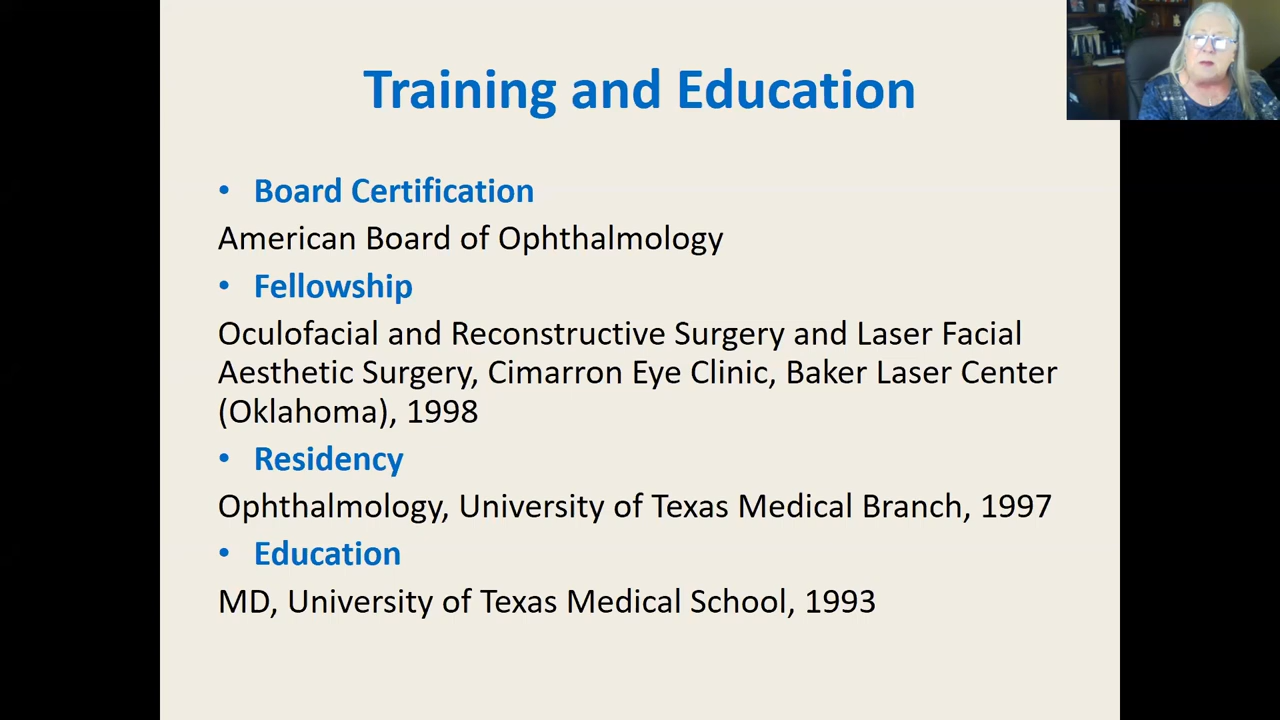 Training and Education
• Board Certification
American Board of Ophthalmology
• Fellowship
Oculofacial and Reconstructive Surgery and Laser Facial
Aesthetic Surgery, Cimarron Eye Clinic, Baker Laser Center
(Oklahoma), 1998
• Residency
Ophthalmology, University of Texas Medical Branch, 1997
• Education
MD, University of Texas Medical School, 1993